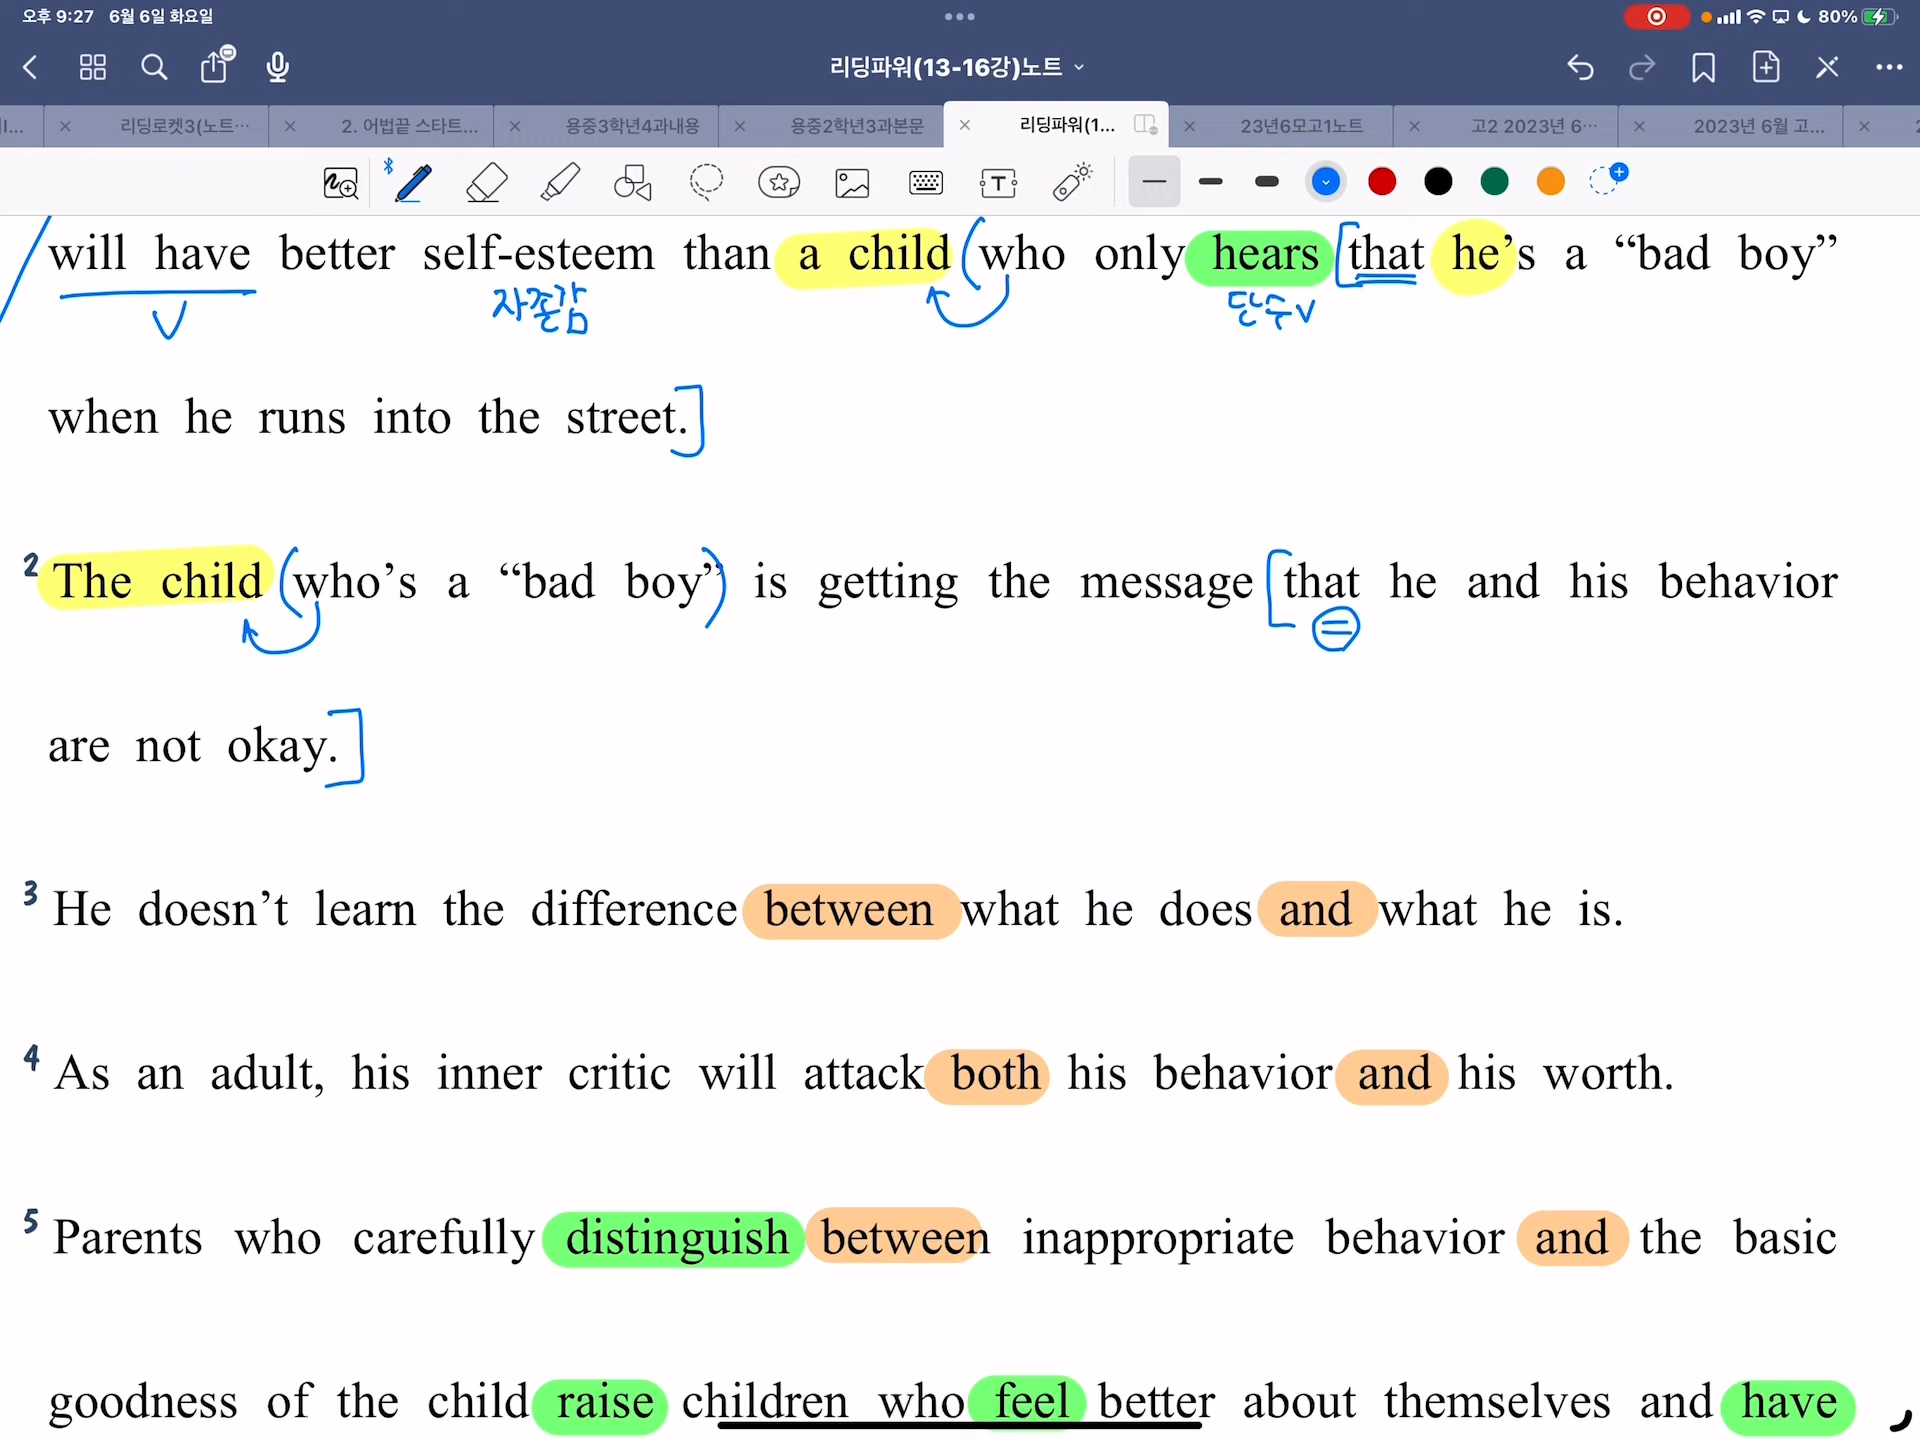 오후 9:27 6월 6일 화요일
80%
리딩파워(13-16강)노트
리딩로켓3(노트…
2. 어법끝 스타트...
용중3학년4과내용
용중2학년3과본문
리딩파워(1...
23년6모고1노트
고2 2023년 6…
2023년 6월 고...
will have better self-esteem than a child (who only hears [that he's a “bad boy”
V 자존감 단수V
when he runs into the street.]
2 The child (who's a “bad boy”) is getting the message [that he and his behavior
=
are not okay.]
3 He doesn't learn the difference between what he does and what he is.
4 As an adult, his inner critic will attack both his behavior and his worth.
5 Parents who carefully distinguish between inappropriate behavior and the basic
goodness of the child raise children who feel better about themselves and have